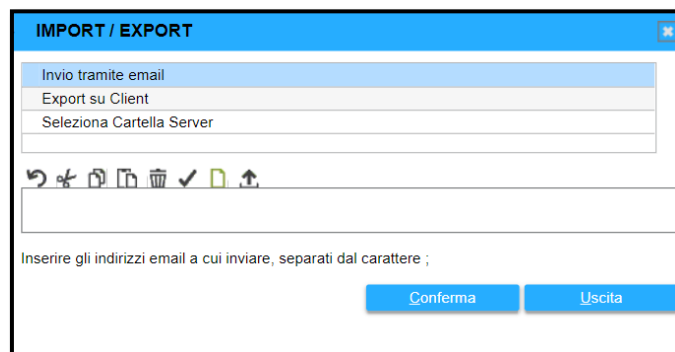 IMPORT / EXPORT
Invio tramite email
Export su Client
Seleziona Cartella Server
Inserire gli indirizzi email a cui inviare, separati dal carattere ;
Conferma Uscita